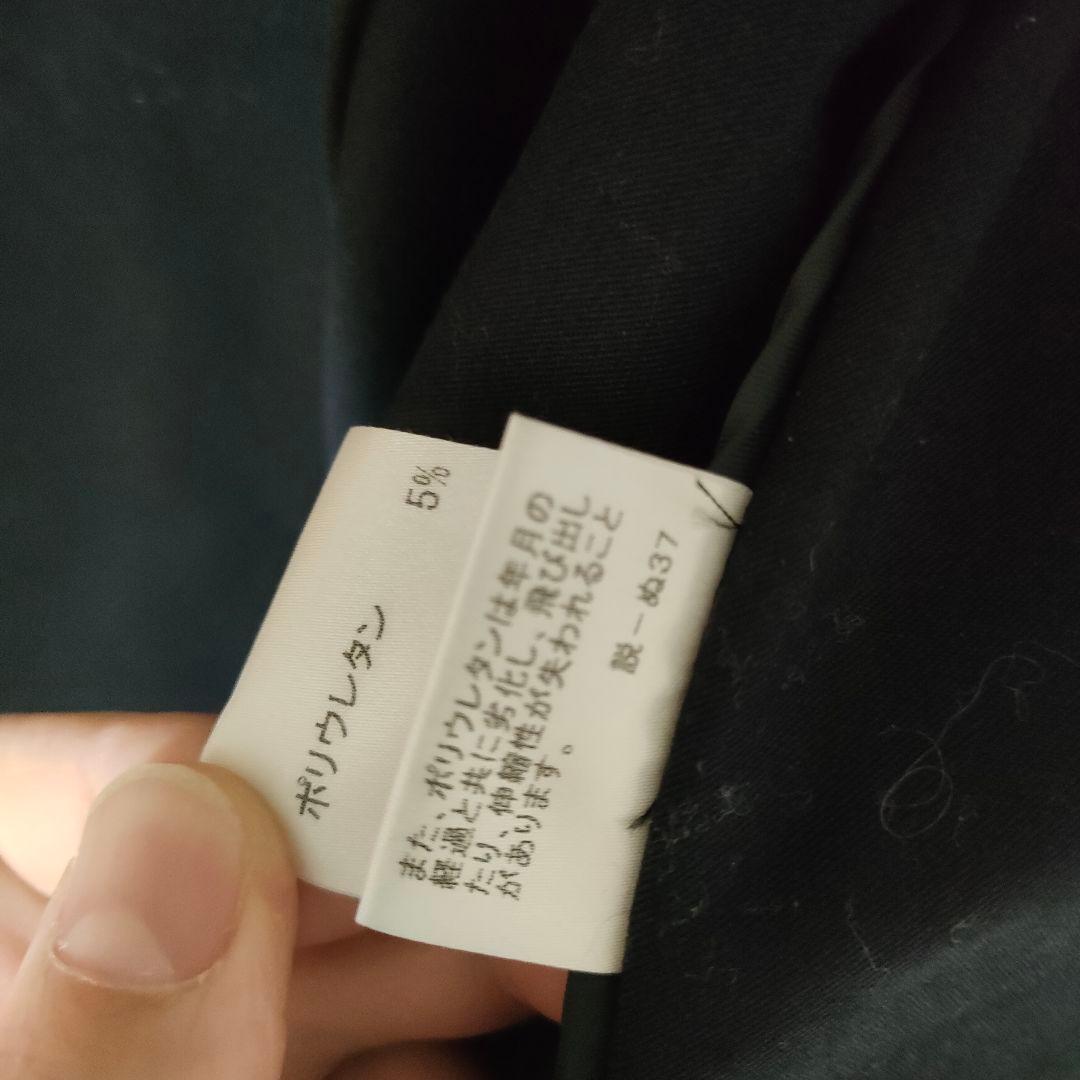 ポリウレタン 5%
また、ポリウレタンは年月の
経過と共に劣化し、飛び出し
たり、伸縮性が失われること
があります。
説－ぬ37